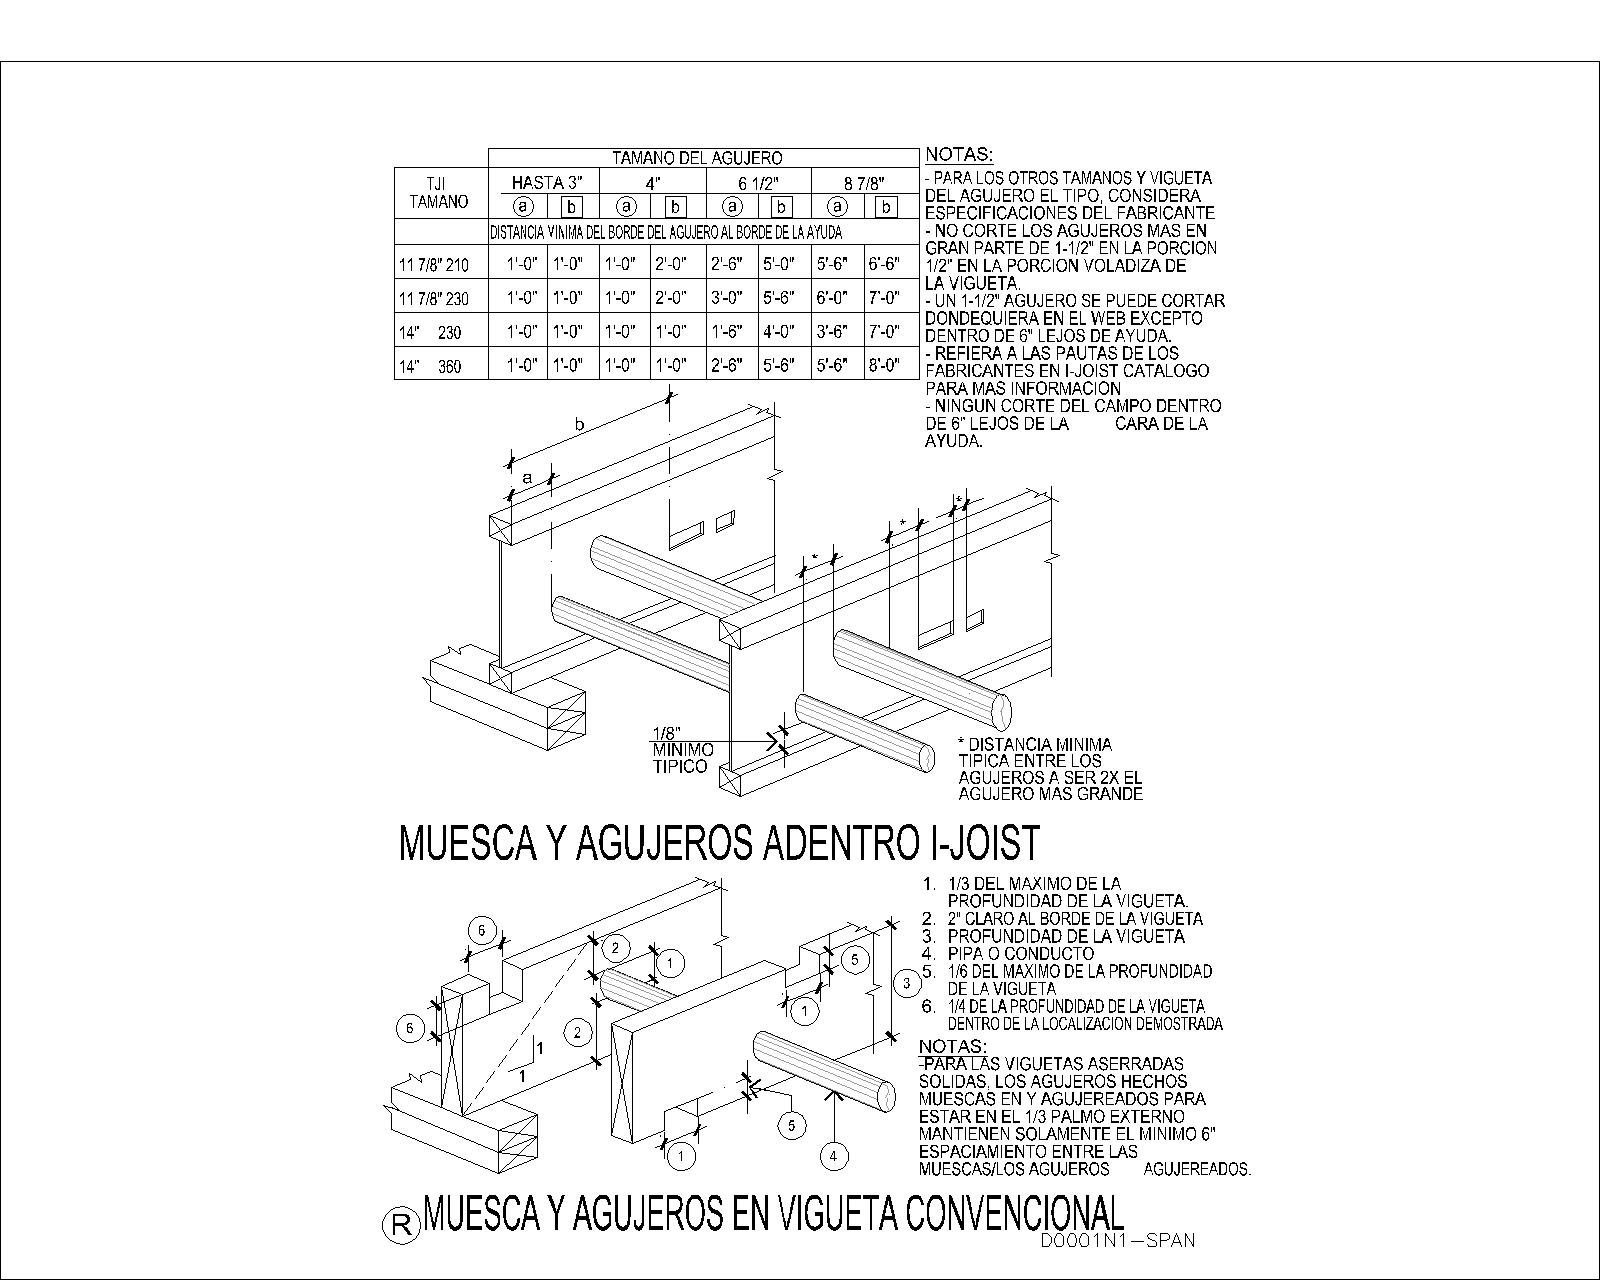 TAMANO DEL AGUJERO
TJI TAMANO
HASTA 3" 4" 6 1/2" 8 7/8"
a b a b a b a b
DISTANCIA VINIMA DEL BORDE DEL AGUJERO AL BORDE DE LA AYUDA
11 7/8" 210 1'-0" 1'-0" 1'-0" 2'-0" 2'-6" 5'-0" 5'-6" 6'-6"
11 7/8" 230 1'-0" 1'-0" 1'-0" 2'-0" 3'-0" 5'-6" 6'-0" 7'-0"
14" 230 1'-0" 1'-0" 1'-0" 1'-0" 1'-6" 4'-0" 3'-6" 7'-0"
14" 360 1'-0" 1'-0" 1'-0" 1'-0" 2'-6" 5'-6" 5'-6" 8'-0"
NOTAS:
- PARA LOS OTROS TAMANOS Y VIGUETA
DEL AGUJERO EL TIPO, CONSIDERA
ESPECIFICACIONES DEL FABRICANTE
- NO CORTE LOS AGUJEROS MAS EN
GRAN PARTE DE 1-1/2" EN LA PORCION
1/2" EN LA PORCION VOLADIZA DE
LA VIGUETA.
- UN 1-1/2" AGUJERO SE PUEDE CORTAR
DONDEQUIERA EN EL WEB EXCEPTO
DENTRO DE 6" LEJOS DE AYUDA.
- REFIERA A LAS PAUTAS DE LOS
FABRICANTES EN I-JOIST CATALOGO
PARA MAS INFORMACION
- NINGUN CORTE DEL CAMPO DENTRO
DE 6" LEJOS DE LA CARA DE LA
AYUDA.
b
a
*
*
*
1/8"
MINIMO
TIPICO
* DISTANCIA MINIMA
TIPICA ENTRE LOS
AGUJEROS A SER 2X EL
AGUJERO MAS GRANDE
MUESCA Y AGUJEROS ADENTRO I-JOIST
1. 1/3 DEL MAXIMO DE LA
PROFUNDIDAD DE LA VIGUETA.
2. 2" CLARO AL BORDE DE LA VIGUETA
3. PROFUNDIDAD DE LA VIGUETA
4. PIPA O CONDUCTO
5. 1/6 DEL MAXIMO DE LA PROFUNDIDAD
DE LA VIGUETA
6. 1/4 DE LA PROFUNDIDAD DE LA VIGUETA
DENTRO DE LA LOCALIZACION DEMOSTRADA
NOTAS:
-PARA LAS VIGUETAS ASERRADAS
SOLIDAS, LOS AGUJEROS HECHOS
MUESCAS EN Y AGUJEREADOS PARA
ESTAR EN EL 1/3 PALMO EXTERNO
MANTIENEN SOLAMENTE EL MINIMO 6"
ESPACIAMIENTO ENTRE LAS
MUESCAS/LOS AGUJEROS AGUJEREADOS.
6
2
1
5
3
1
6
2
1
1
5
1
4
R MUESCA Y AGUJEROS EN VIGUETA CONVENCIONAL
D0001N1-SPAN